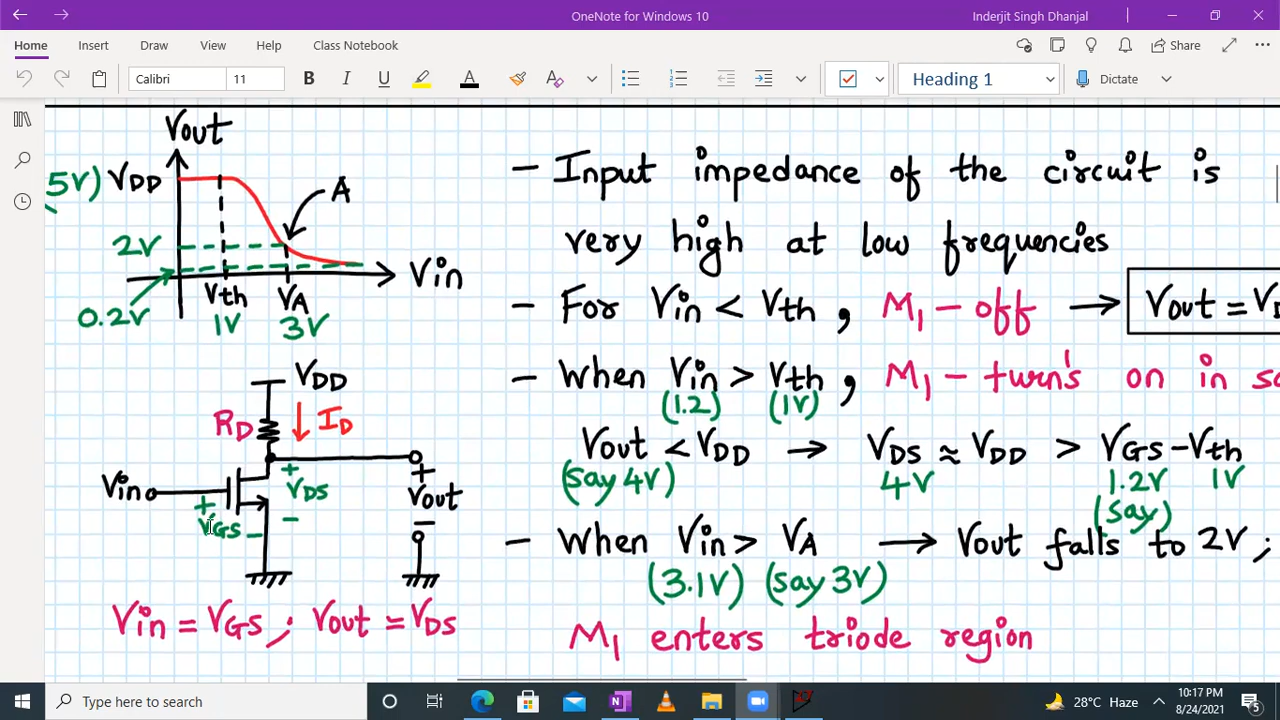 OneNote for Windows 10
Inderjit Singh Dhanjal
Home Insert Draw View Help Class Notebook
Share
Calibri 11 B I U A A Heading 1 Dictate
Vout
5V) VDD
A
2V
Vin
0.2V
Vth VA
1V 3V
VDD
RD ID
Vin
+ VGS -
+ VDS -
+ Vout -
Vin = VGS ; Vout = VDS
- Input impedance of the circuit is
very high at low frequencies
- For Vin < Vth , M1 - off → Vout = V
- When Vin > Vth , M1 - turn's on in
(1.2) (1V)
Vout < VDD → VDS ≈ VDD > VGS - Vth
(say 4V) 4V 1.2V 1V
(say)
- When Vin > VA → Vout falls to 2V ;
(3.1V) (say 3V)
M1 enters triode region
Type here to search
28°C Haze
10:17 PM
8/24/2021
5